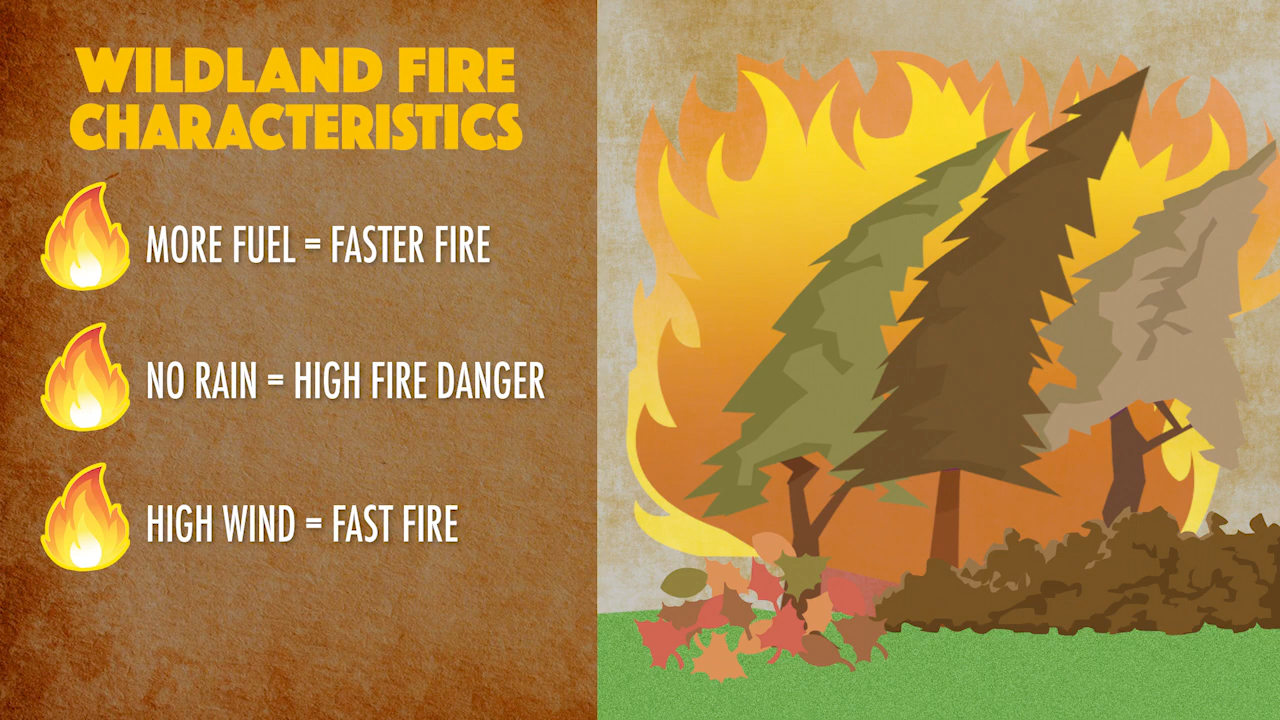 WILDLAND FIRE
CHARACTERISTICS
MORE FUEL = FASTER FIRE
NO RAIN = HIGH FIRE DANGER
HIGH WIND = FAST FIRE